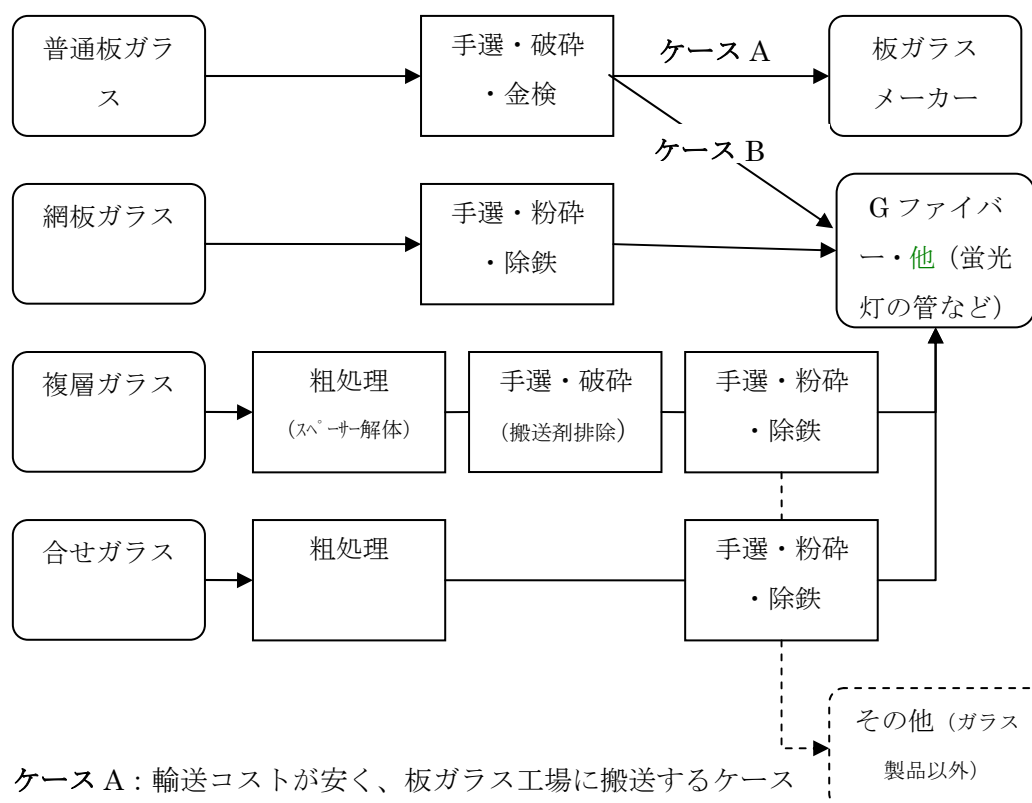 普通板ガラ
ス
手選・破砕
・金検
ケース A
板ガラス
メーカー
ケース B
網板ガラス
手選・粉砕
・除鉄
G ファイバ
ー・他（蛍光
灯の管など）
複層ガラス
粗処理
（ｽﾍﾟｰｻｰ解体）
手選・破砕
（搬送剤排除）
手選・粉砕
・除鉄
合せガラス
粗処理
手選・粉砕
・除鉄
その他（ガラス
製品以外）
ケース A：輸送コストが安く、板ガラス工場に搬送するケース